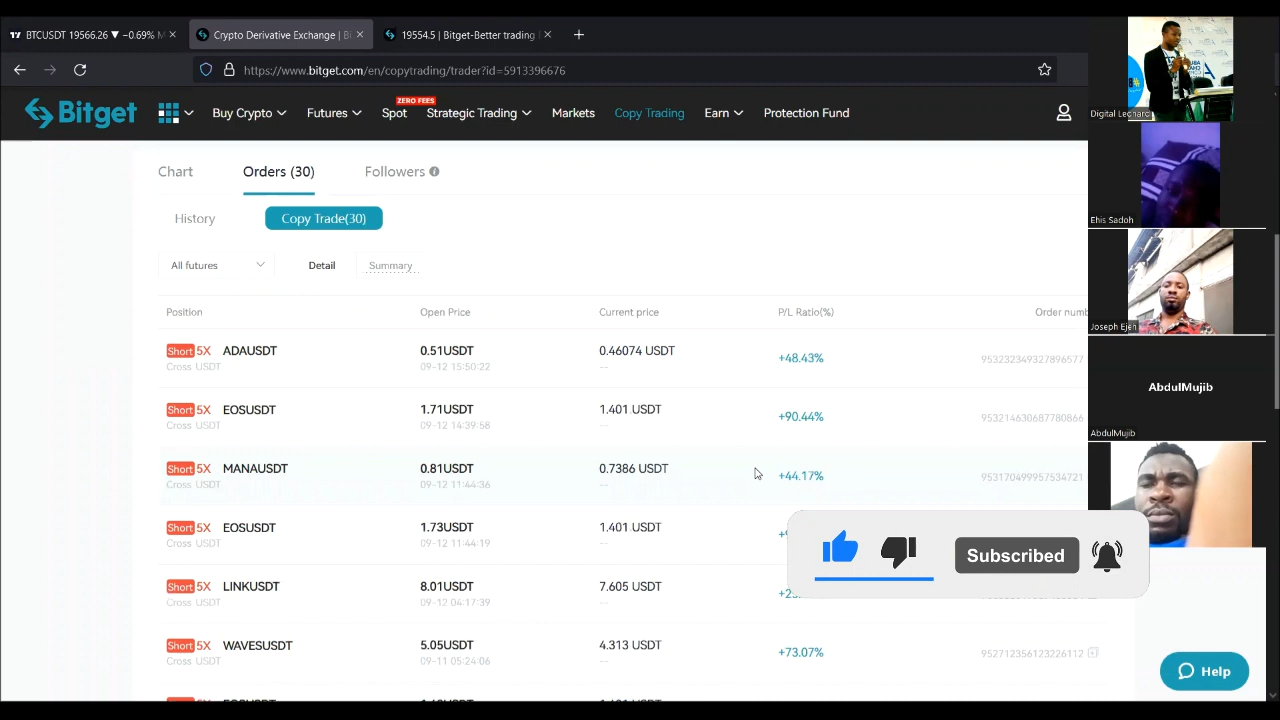 BTCUSDT 19566.26 ▼ −0.69%
Crypto Derivative Exchange | Bi
19554.5 | Bitget-Better trading
https://www.bitget.com/en/copytrading/trader?id=
Bitget
Buy Crypto
Futures
ZERO FEES
Spot
Strategic
Markets
Copy Trading
Earn
Protection Fund
Chart
Orders (30)
Followers
History
Copy Trade(30)
All futures
Detail
Summary
Position
Open Price
Current price
P/L Ratio(%)
Order numb
Short 5X ADAUSDT 0.51USDT 0.46074 USDT
+48.43% 953232349327896577
Cross USDT 09-12 15:50:22 --
Short 5X EOSUSDT 1.71USDT 1.401 USDT
+90.44% 953214630687780866
Cross USDT 09-12 14:39:58 --
Short 5X MANAUSDT 0.81USDT 0.7386 USDT
+44.17% 953170499957534721
Cross USDT 09-12 11:44:36 --
Short 5X EOSUSDT 1.73USDT 1.401 USDT
Cross USDT 09-12 11:44:19 --
Short 5X LINKUSDT 8.01USDT 7.605 USDT
Cross USDT 09-12 04:17:39 --
Short 5X WAVESUSDT 5.05USDT 4.313 USDT
+73.07% 952712356123226112
Cross USDT 09-11 05:24:06 --
Subscribed
Help
Digital Leonard
Ehis Sadoh
Joseph Ejeh
AbdulMujib
AbdulMujib